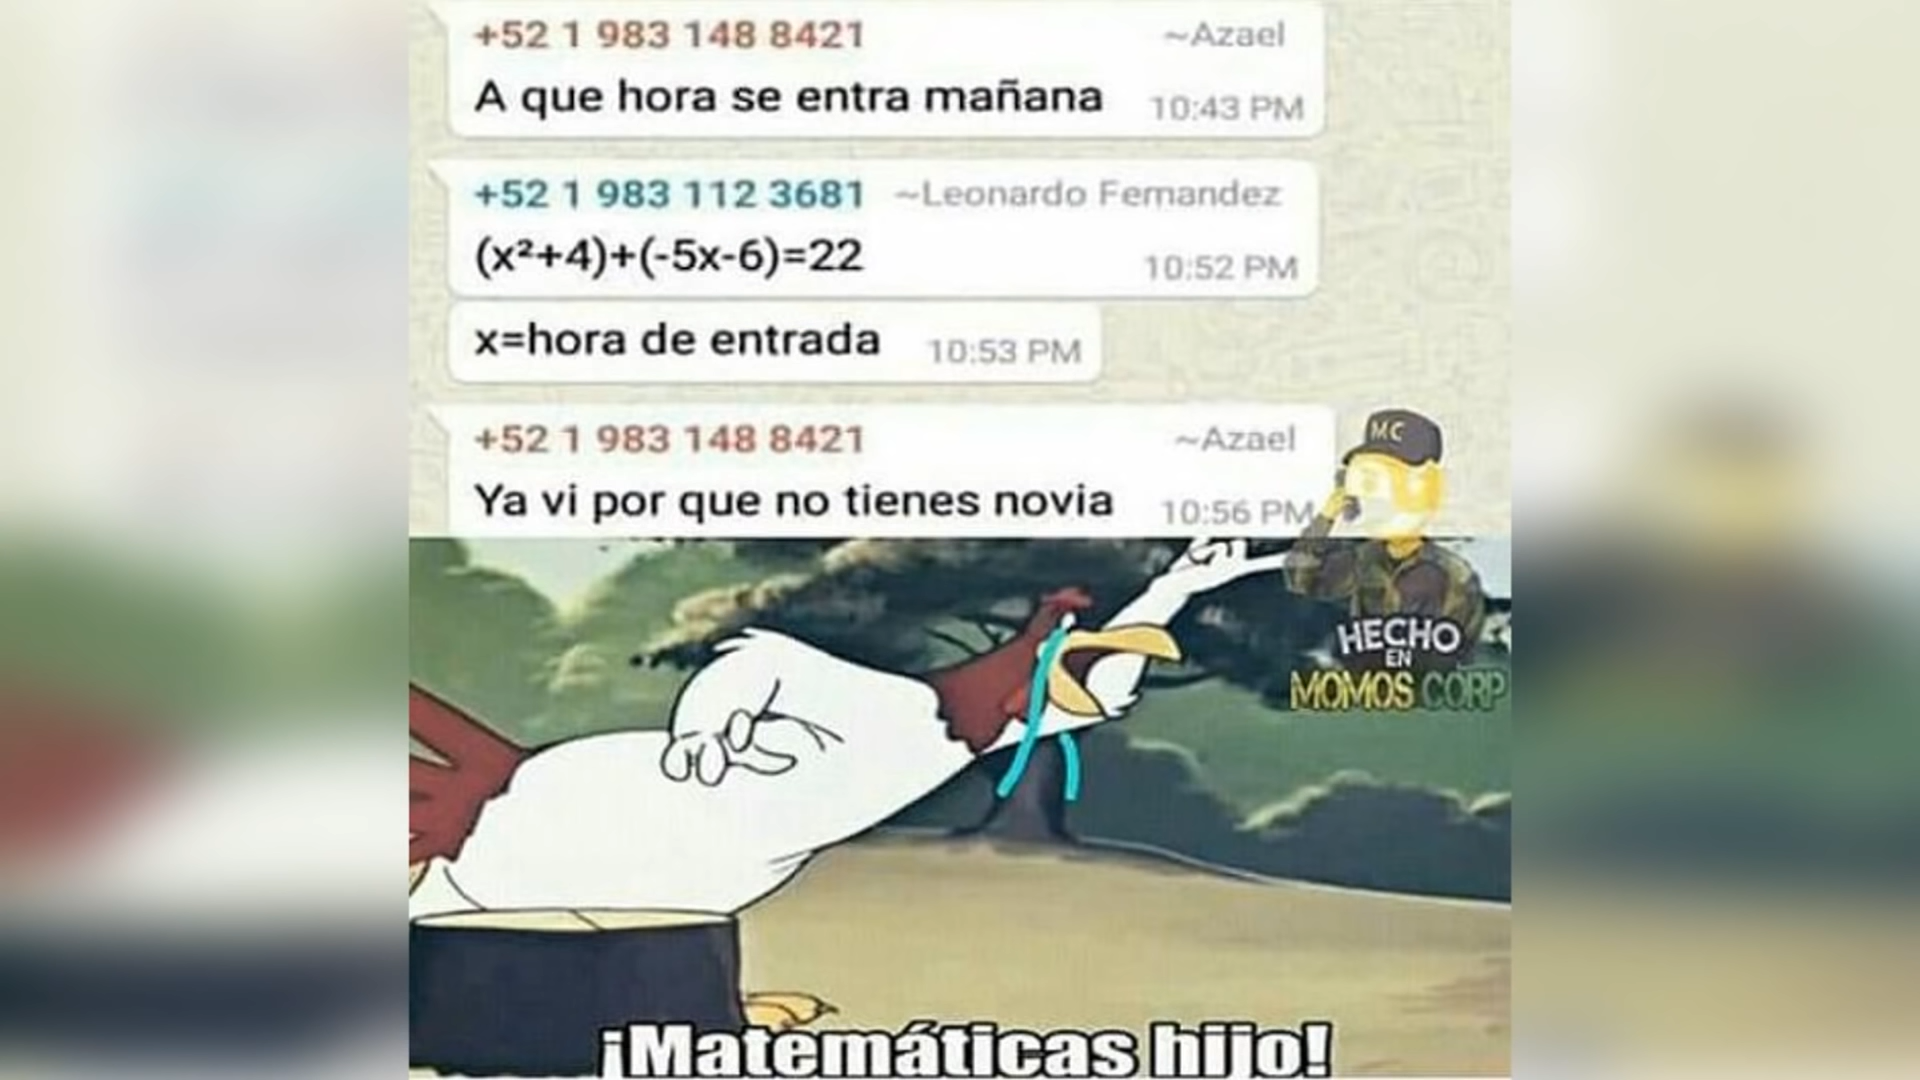 +52 1 983 148 8421 ~Azael
A que hora se entra mañana 10:43 PM
+52 1 983 112 3681 ~Leonardo Fernandez
(x²+4)+(-5x-6)=22 10:52 PM
x=hora de entrada 10:53 PM
+52 1 983 148 8421 ~Azael
Ya vi por que no tienes novia 10:56 PM
MC
HECHO
EN
MOMOS CORP
¡Matemáticas hijo!